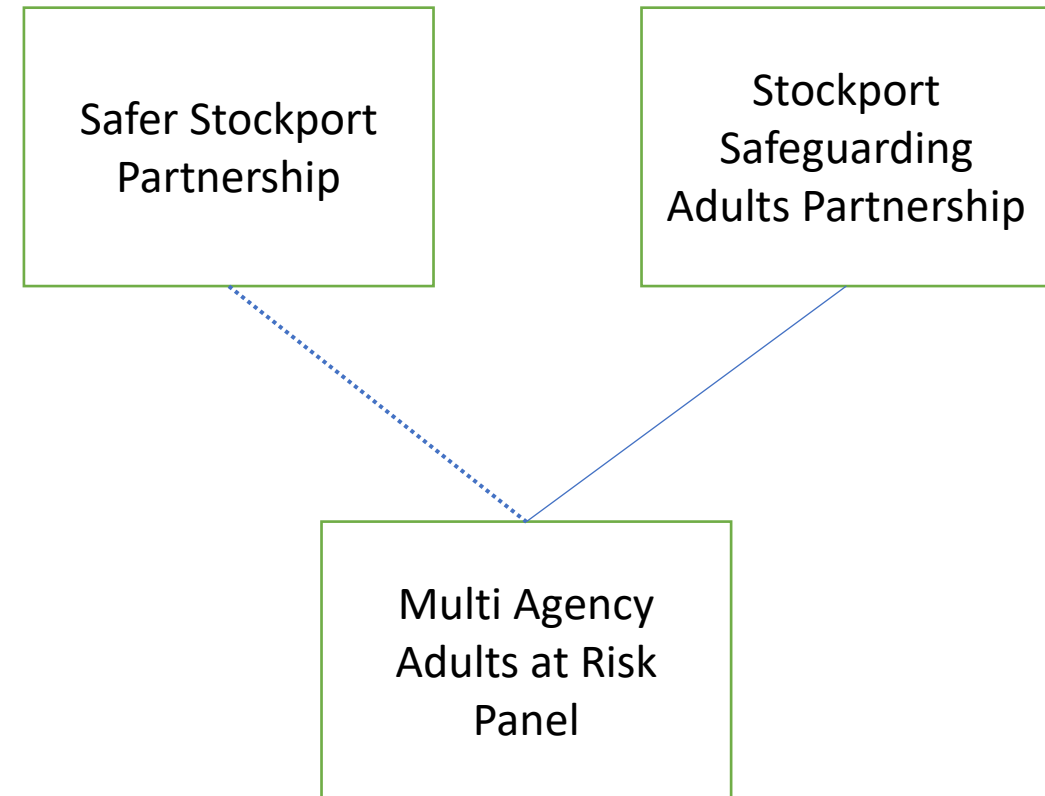 Safer Stockport
Partnership
Stockport
Safeguarding
Adults Partnership
Multi Agency
Adults at Risk
Panel